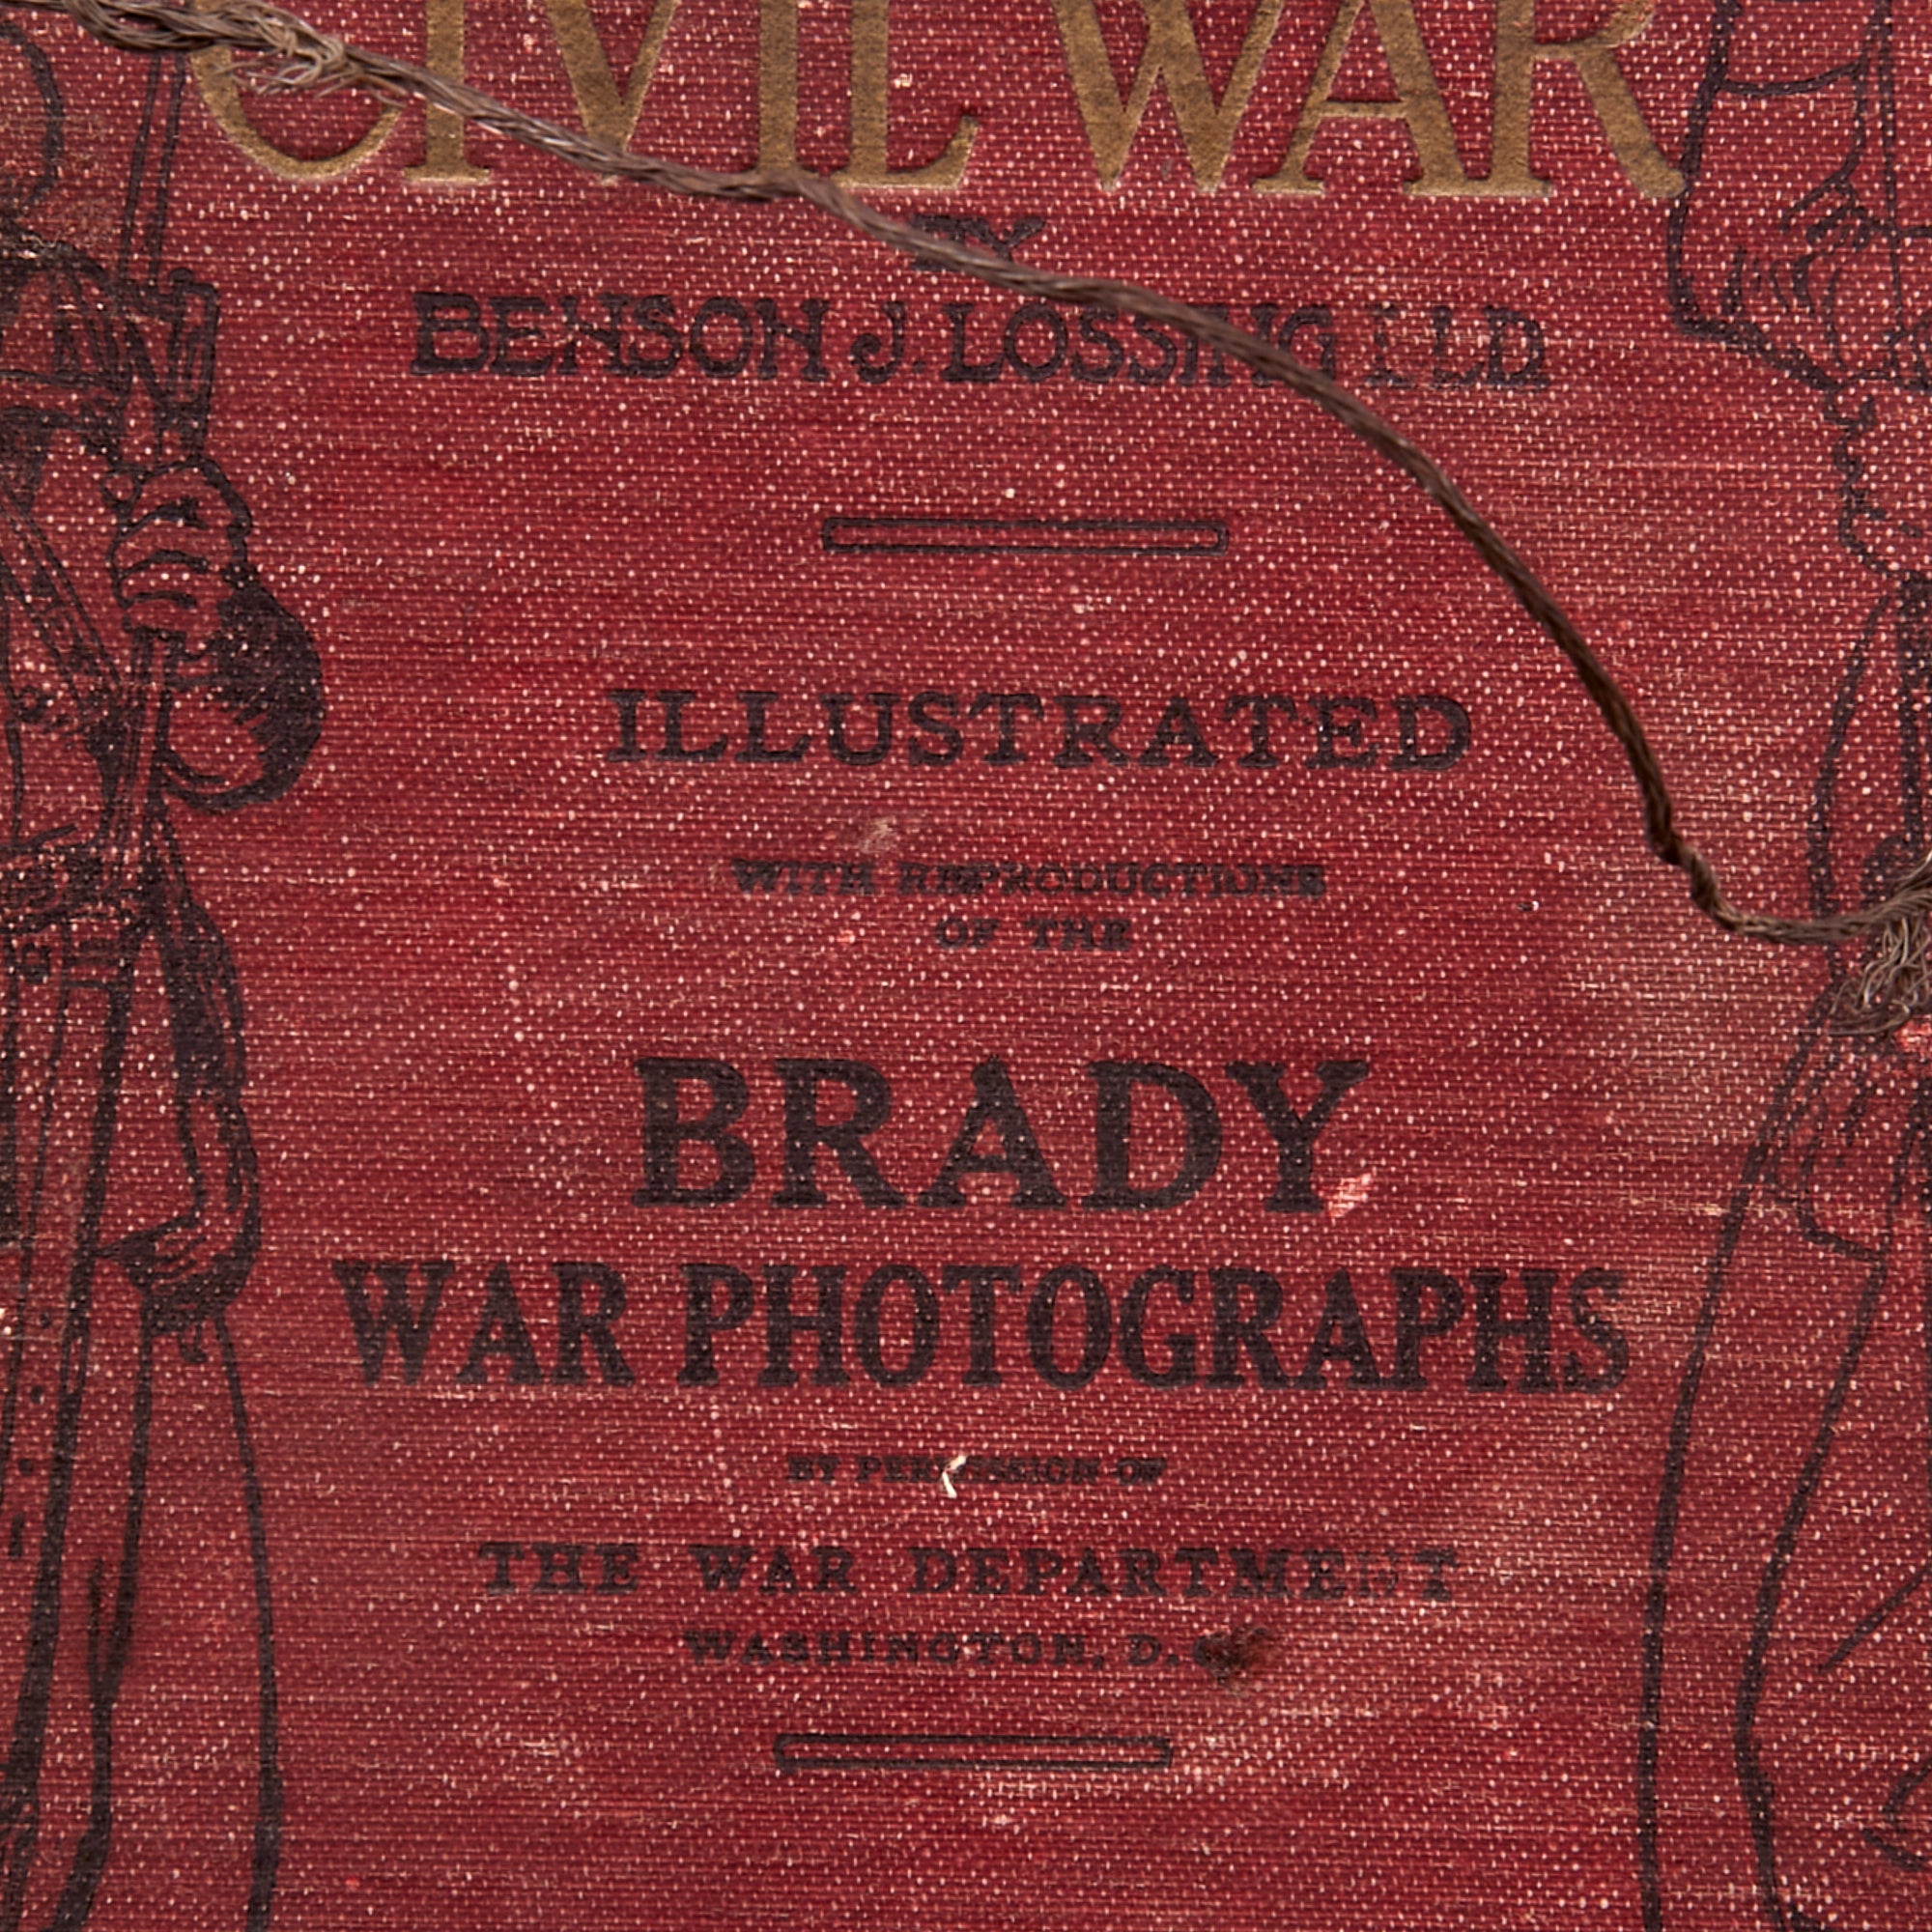 CIVIL WAR
BY
BENSON J. LOSSING LLD.
ILLUSTRATED
WITH REPRODUCTIONS
OF THE
BRADY
WAR PHOTOGRAPHS
BY PERMISSION OF
THE WAR DEPARTMENT
WASHINGTON, D.C.